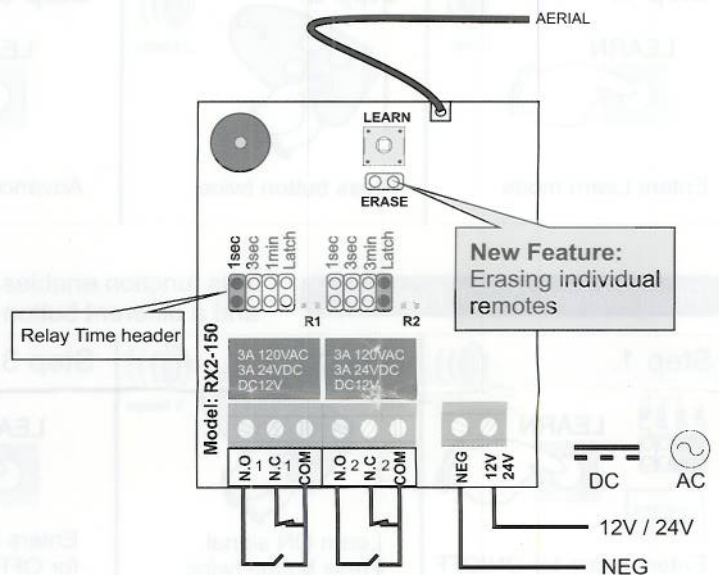 AERIAL
LEARN
ERASE
New Feature:
Erasing individual
remotes
1sec
3sec
1min
Latch
1sec
3sec
3min
Latch
Relay Time header
R1
R2
Model: RX2-150
3A 120VAC
3A 24VDC
DC12V
3A 120VAC
3A 24VDC
DC12V
N.O
1
N.C
1
COM
N.O
2
N.C
2
COM
NEG
12V
24V
DC
AC
12V / 24V
NEG